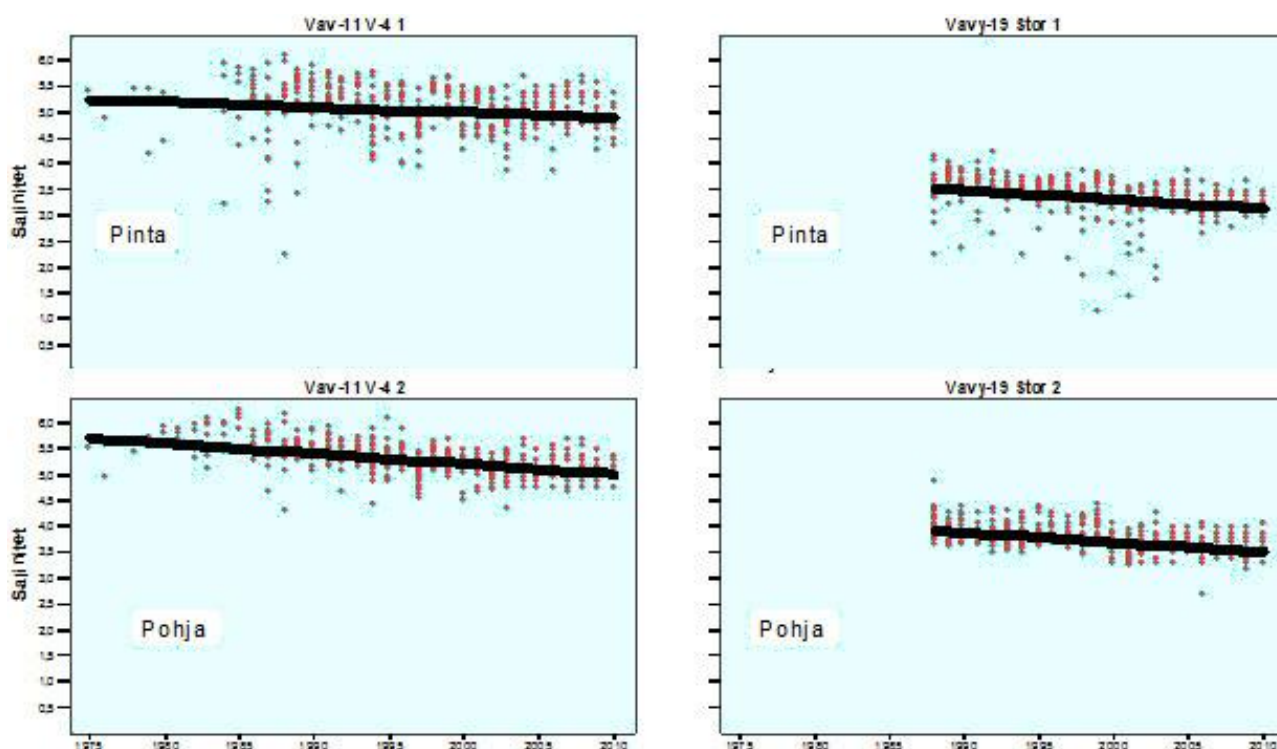 Vav-11 V-4 1
Vavy-19 Stor 1
6,0
5,5
5,0
4,5
4,0
3,5
3,0
2,5
2,0
1,5
1,0
0,5
Salinitet
Pinta
Pinta
Vav-11 V-4 2
Vavy-19 Stor 2
6,0
5,5
5,0
4,5
4,0
3,5
3,0
2,5
2,0
1,5
1,0
0,5
Salinitet
Pohja
Pohja
1975 1980 1985 1990 1995 2000 2005 2010
1975 1980 1985 1990 1995 2000 2005 2010